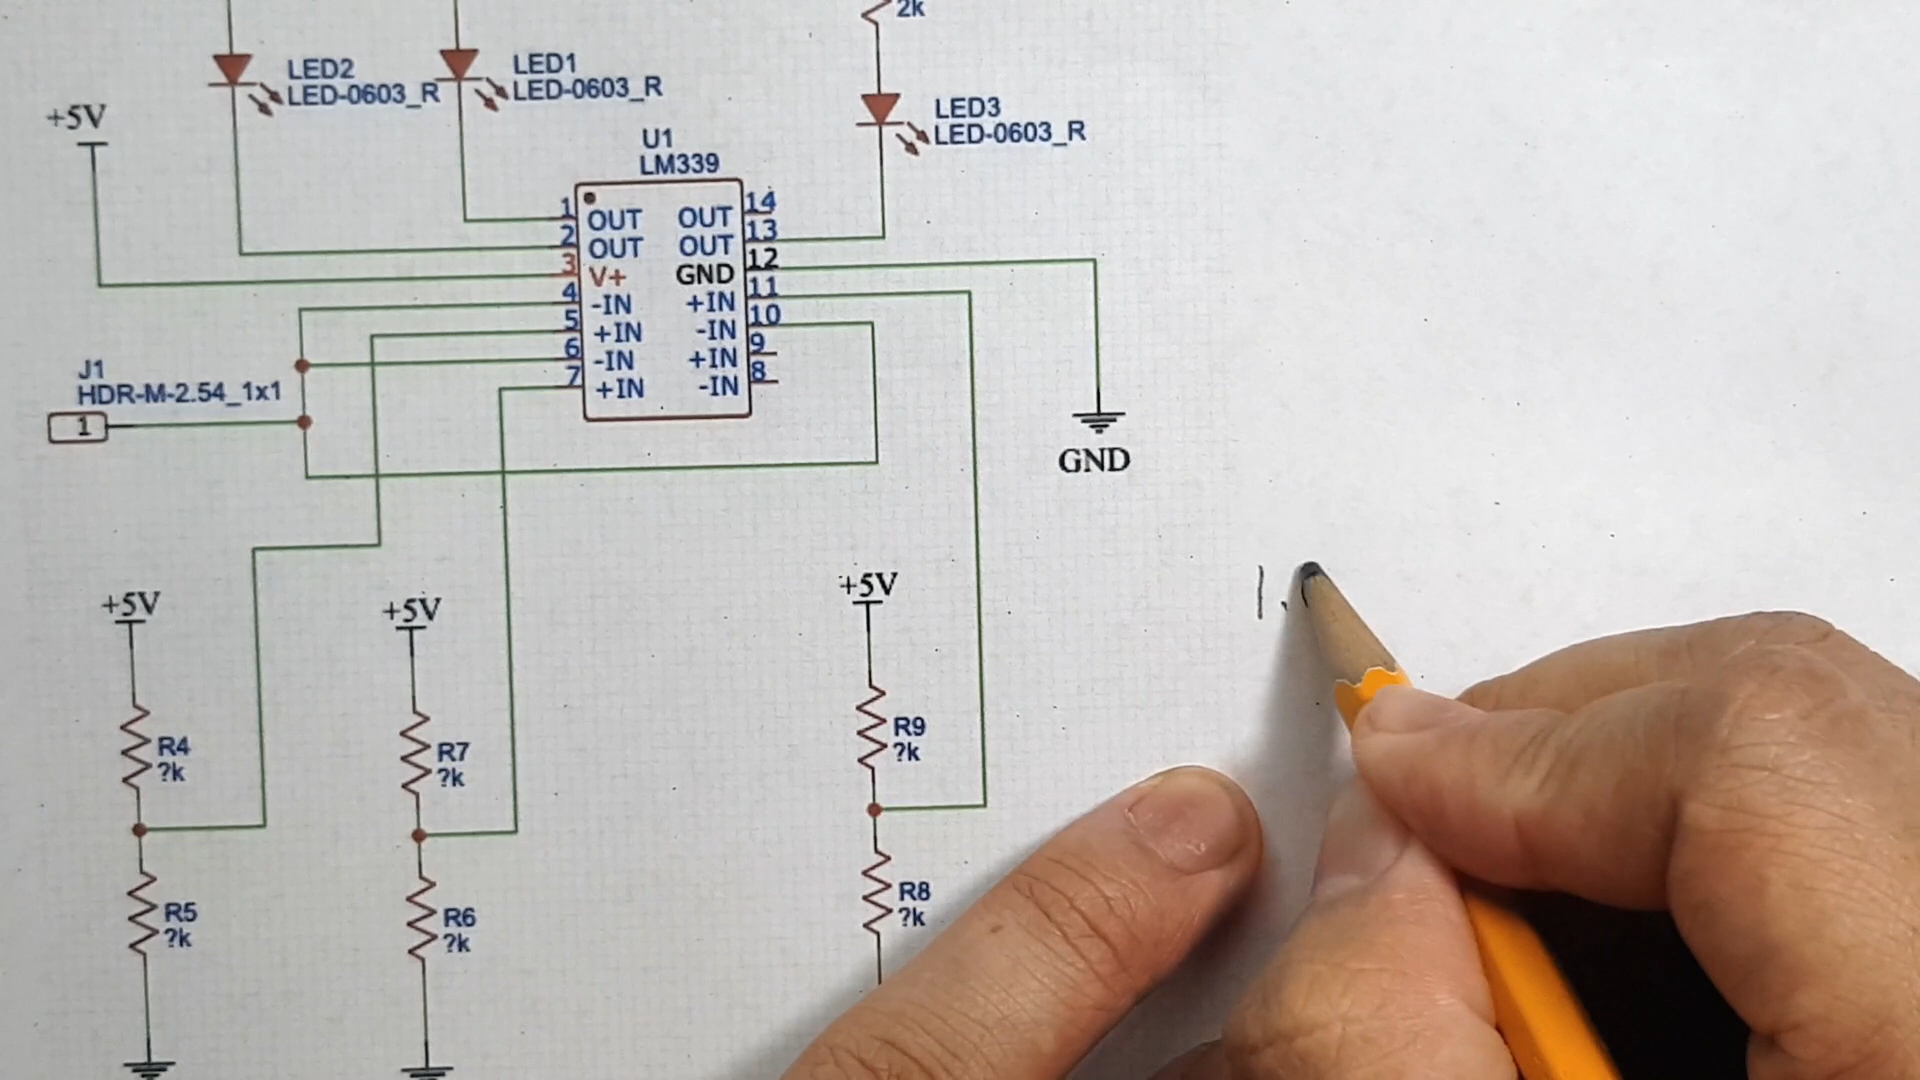 2k
LED2
LED-0603_R
LED1
LED-0603_R
LED3
LED-0603_R
+5V
U1
LM339
1 OUT OUT 14
2 OUT OUT 13
3 V+ GND 12
4 -IN +IN 11
5 +IN -IN 10
6 -IN +IN 9
7 +IN -IN 8
J1
HDR-M-2.54_1x1
1
GND
+5V
+5V
+5V
1.
R4
?k
R7
?k
R9
?k
R5
?k
R6
?k
R8
?k